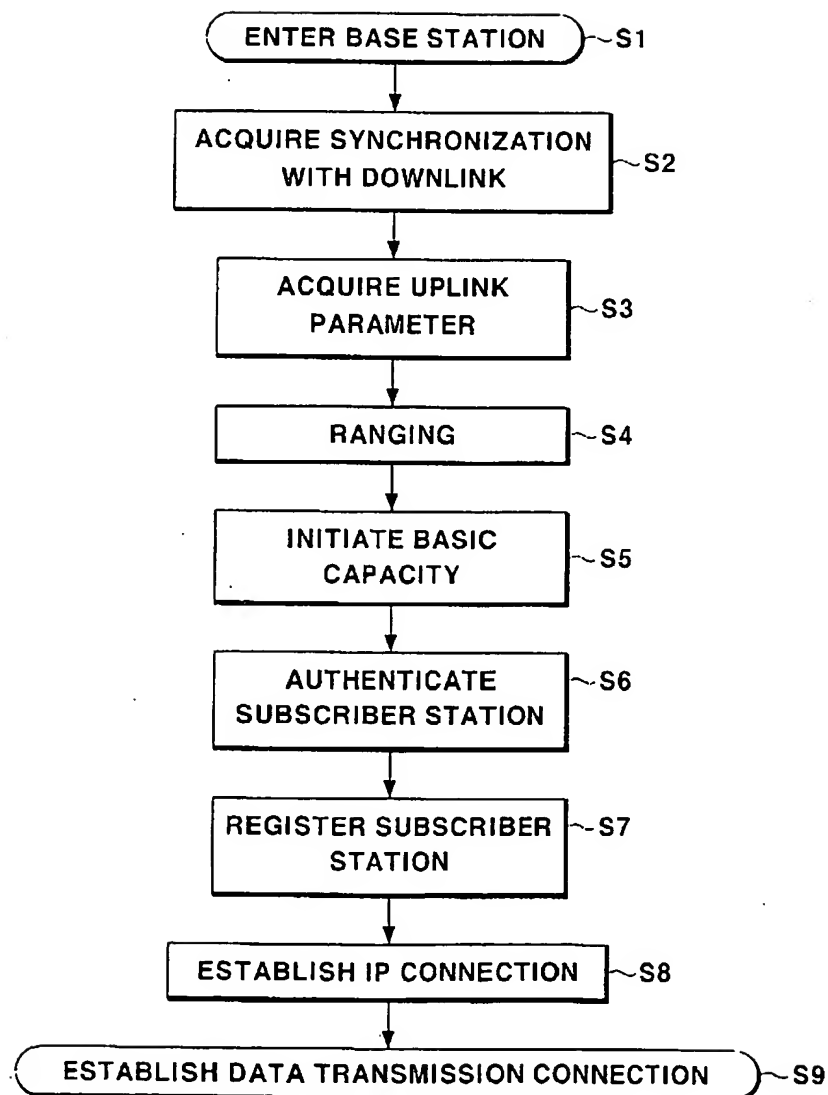 ENTER BASE STATION
S1
ACQUIRE SYNCHRONIZATION
WITH DOWNLINK
S2
ACQUIRE UPLINK
PARAMETER
S3
RANGING
S4
INITIATE BASIC
CAPACITY
S5
AUTHENTICATE
SUBSCRIBER STATION
S6
REGISTER SUBSCRIBER
STATION
S7
ESTABLISH IP CONNECTION
S8
ESTABLISH DATA TRANSMISSION CONNECTION
S9